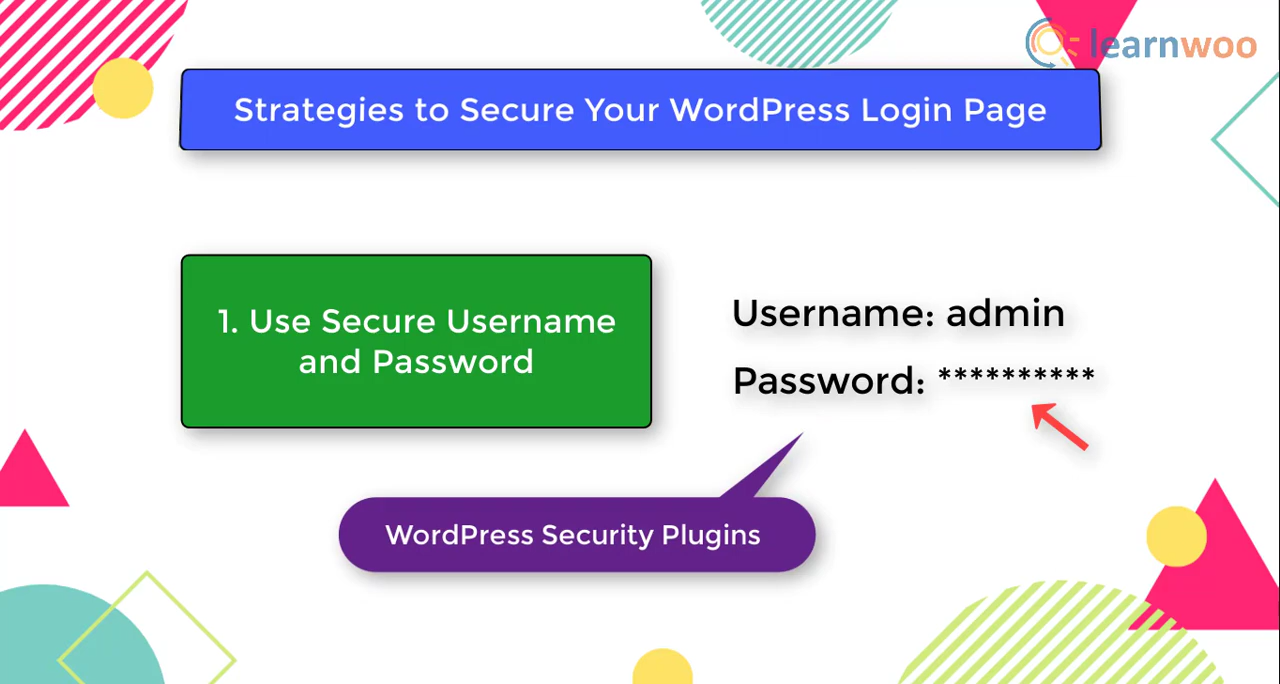 learnwoo
Strategies to Secure Your WordPress Login Page
1. Use Secure Username
and Password
Username: admin
Password: **********
WordPress Security Plugins